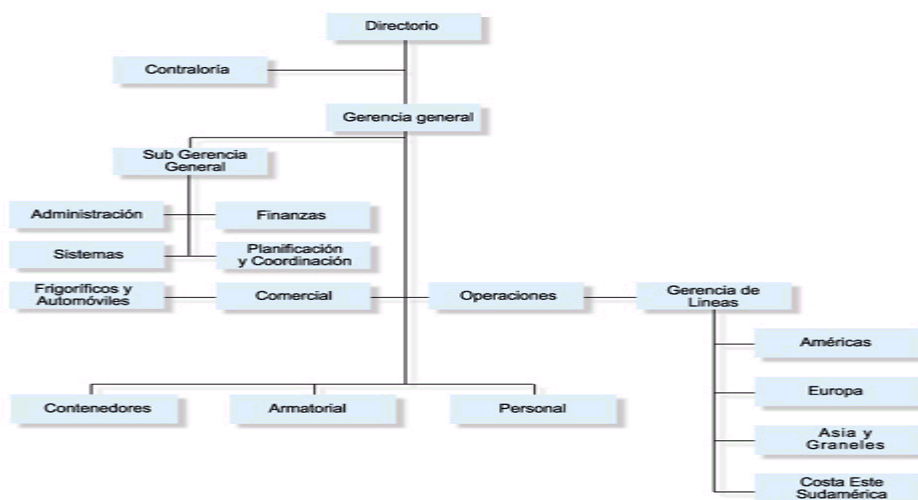 Directorio
Contraloría
Gerencia general
Sub Gerencia
General
Administración
Finanzas
Sistemas
Planificación
y Coordinación
Frigoríficos y
Automóviles
Comercial
Operaciones
Gerencia de
Lineas
Américas
Europa
Asia y
Graneles
Costa Este
Sudamérica
Contenedores
Armatorial
Personal